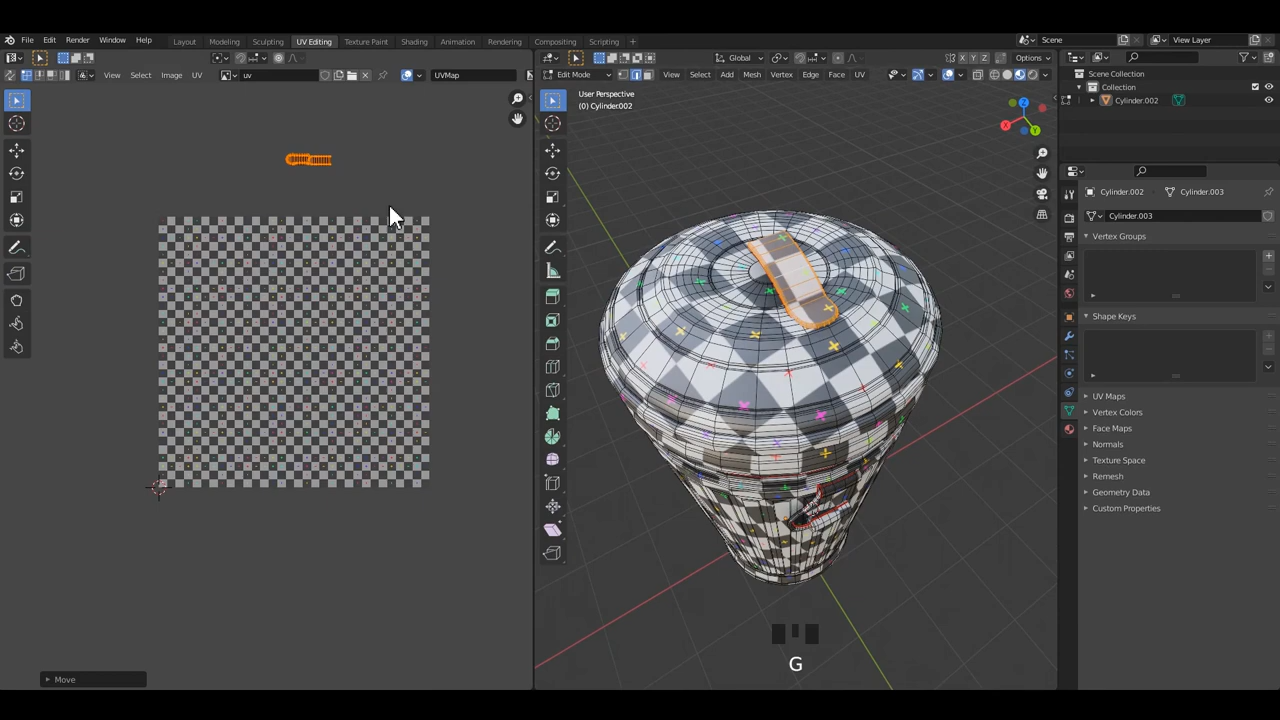 File Edit Render Window Help Layout Modeling Sculpting UV Editing Texture Paint Shading Animation Rendering Compositing Scripting + Scene View Layer
Global X Y Z Options
View Select Image UV uv UVMap Edit Mode View Select Add Mesh Vertex Edge Face UV
Scene Collection
Collection
Cylinder.002
User Perspective
(0) Cylinder.002
X
Y
Z
Cylinder.002 Cylinder.003
Cylinder.003
Vertex Groups
Shape Keys
UV Maps
Vertex Colors
Face Maps
Normals
Texture Space
Remesh
Geometry Data
Custom Properties
G
Move